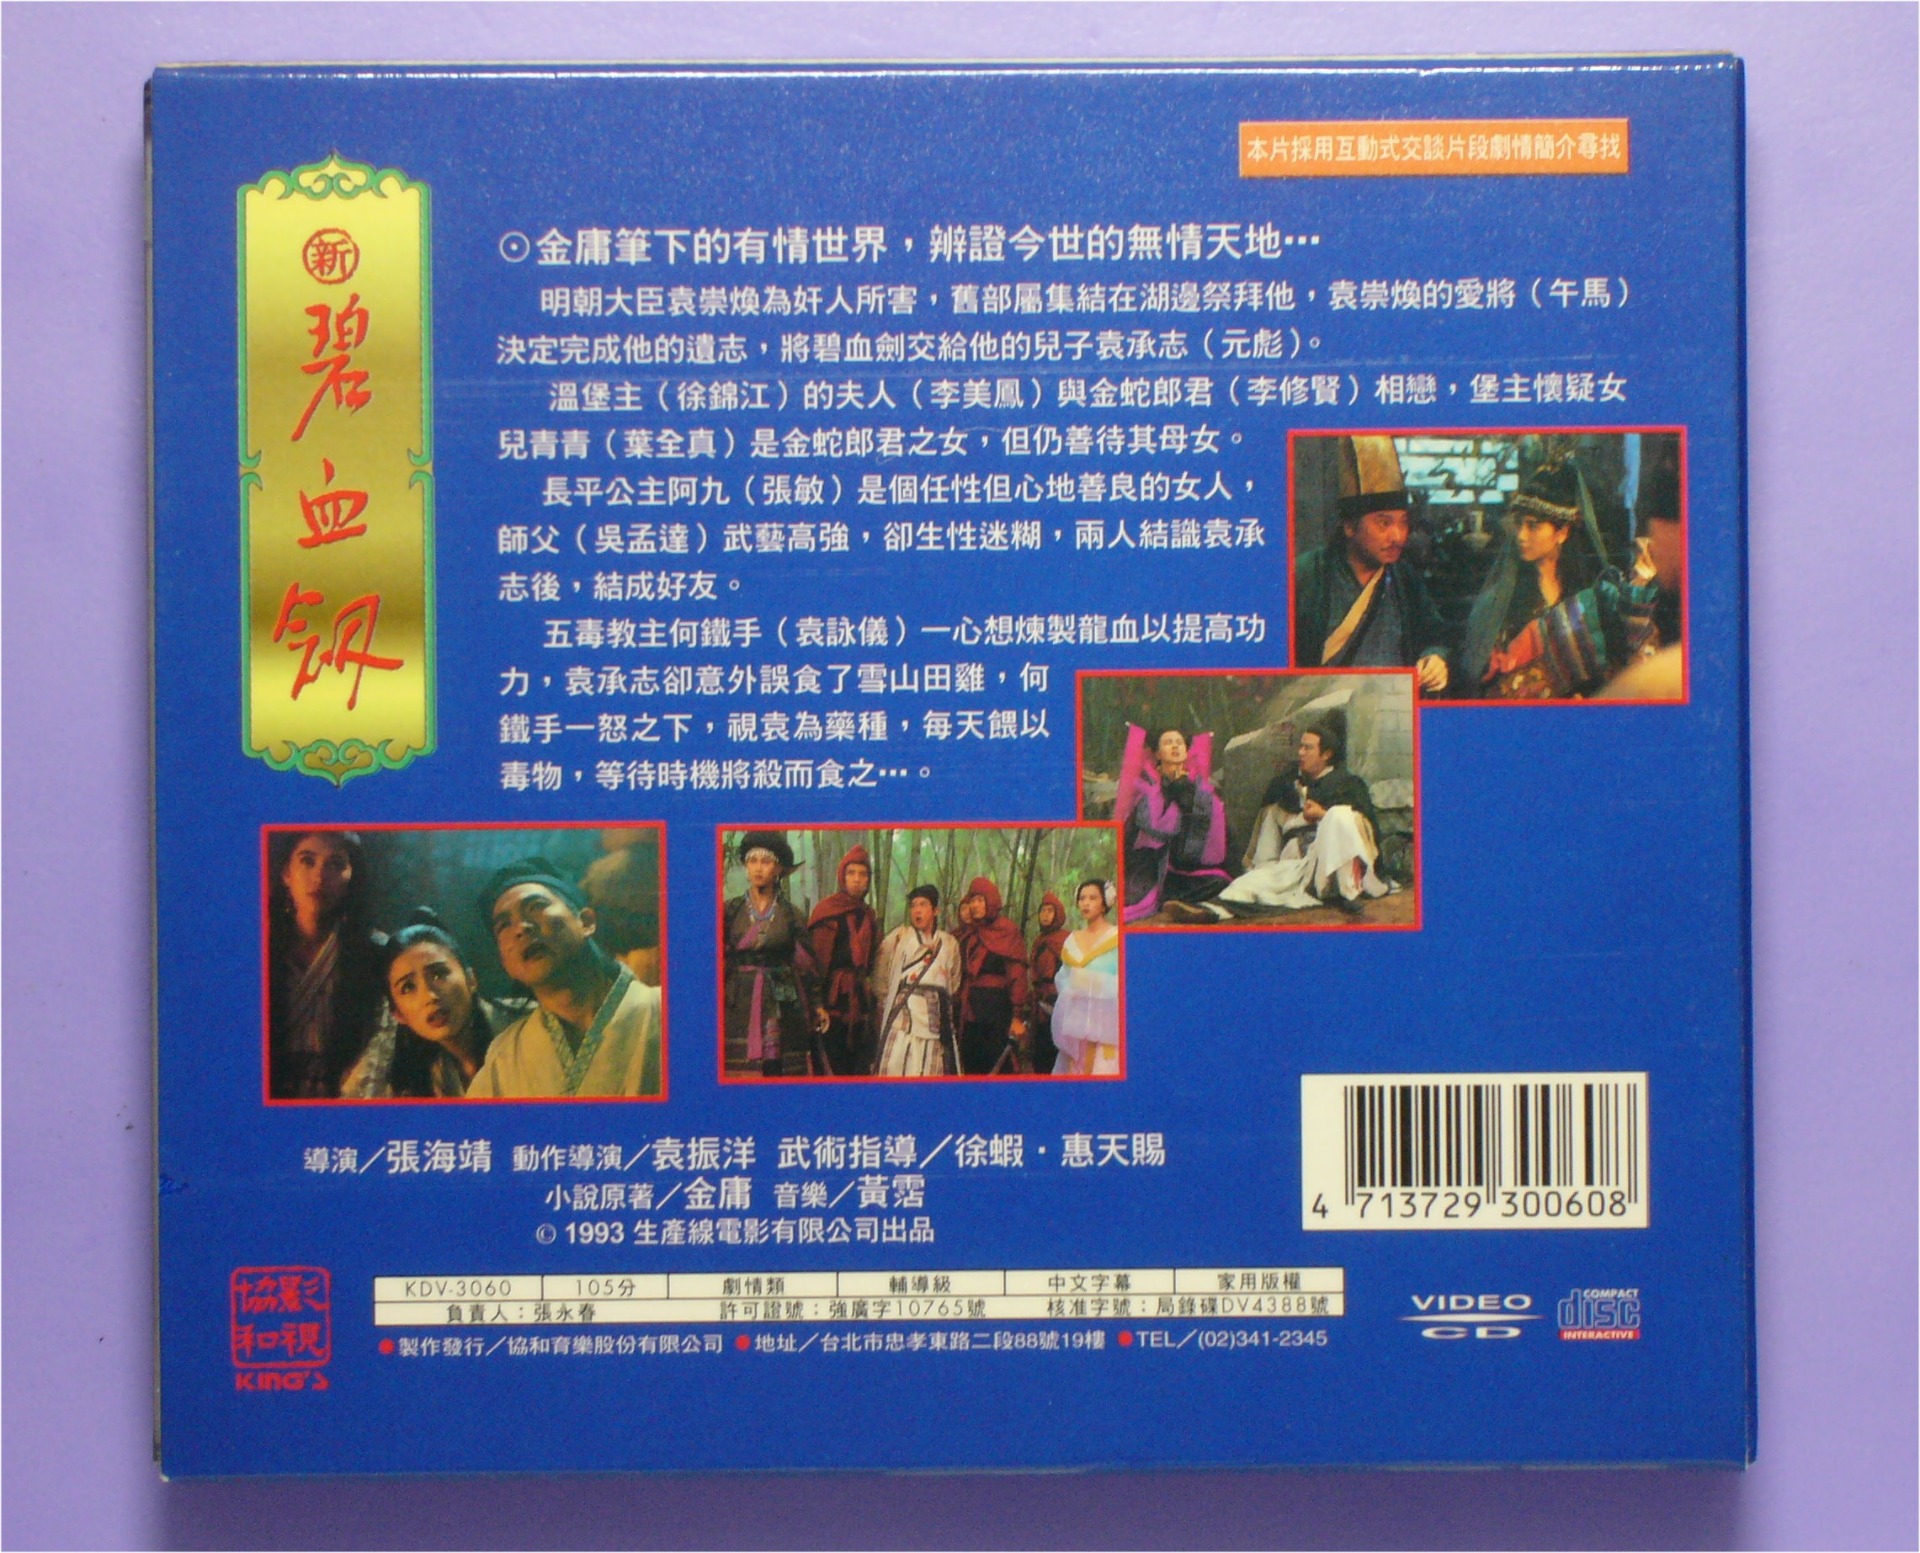 本片採用互動式交談片段劇情簡介尋找
新
碧
血
劍
⊙金庸筆下的有情世界，辨證今世的無情天地…
明朝大臣袁崇煥為奸人所害，舊部屬集結在湖邊祭拜他，袁崇煥的愛將（午馬）
決定完成他的遺志，將碧血劍交給他的兒子袁承志（元彪）。
溫堡主（徐錦江）的夫人（李美鳳）與金蛇郎君（李修賢）相戀，堡主懷疑女
兒青青（葉全真）是金蛇郎君之女，但仍善待其母女。
長平公主阿九（張敏）是個任性但心地善良的女人，
師父（吳孟達）武藝高強，卻生性迷糊，兩人結識袁承
志後，結成好友。
五毒教主何鐵手（袁詠儀）一心想煉製龍血以提高功
力，袁承志卻意外誤食了雪山田雞，何
鐵手一怒之下，視袁為藥種，每天餵以
毒物，等待時機將殺而食之…。
導演／張海靖 動作導演／袁振洋 武術指導／徐蝦·惠天賜
小說原著／金庸 音樂／黃霑
© 1993 生產線電影有限公司出品
4 713729 300608
協和影視
KING'S
KDV-3060 105分 劇情類 輔導級 中文字幕 家用版權
負責人：張永春 許可證號：強廣字10765號 核准字號：局錄碟DV4388號
●製作發行／協和育樂股份有限公司 ●地址／台北市忠孝東路二段88號19樓 ●TEL／(02)341-2345
VIDEO
CD
COMPACT
disc
INTERACTIVE